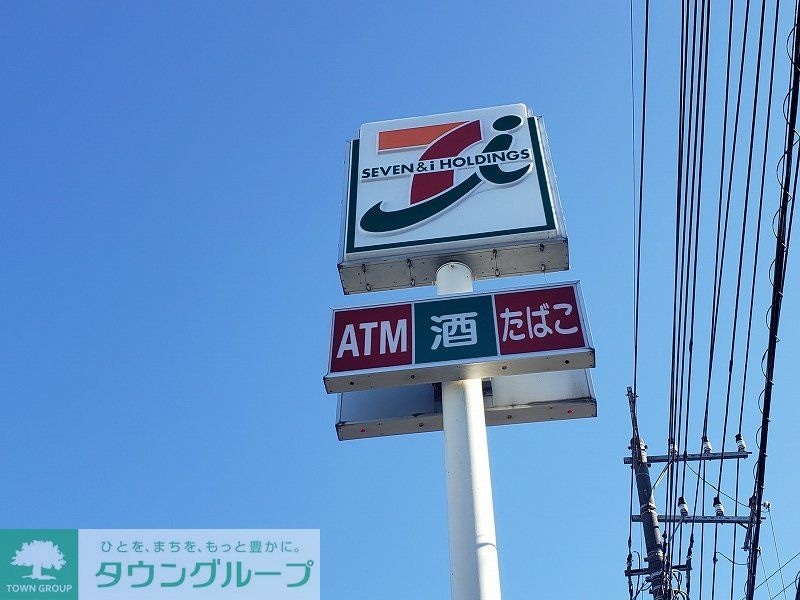 SEVEN & i HOLDINGS
ATM 酒 たばこ
ひとを、まちを、もっと豊かに。
TOWN GROUP タウングループ